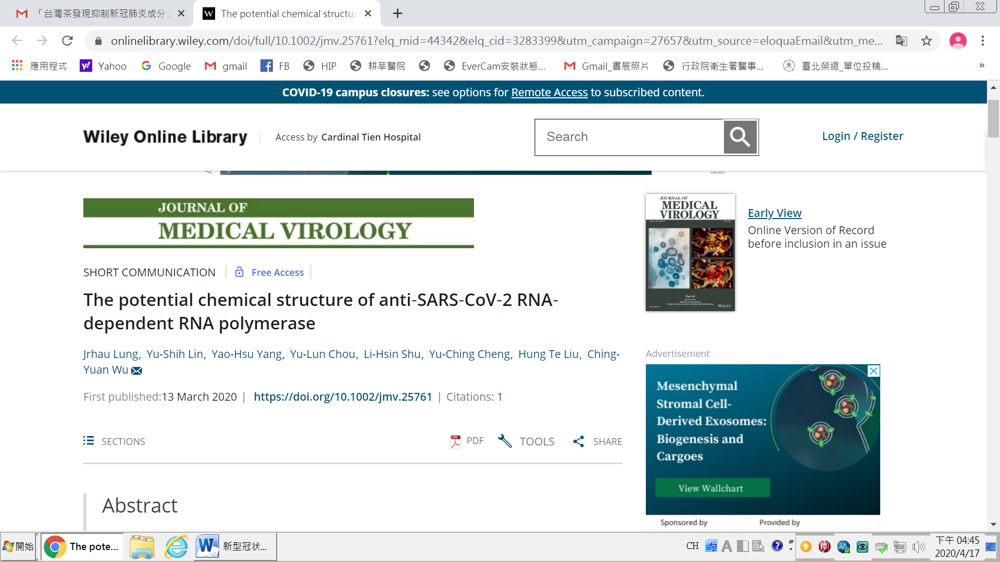 「台灣茶發現抑制新冠肺炎成分」
The potential chemical structur
onlinelibrary.wiley.com/doi/full/10.1002/jmv.25761?elq_mid=44342&elq_cid=3283399&utm_campaign=27657&utm_source=eloquaEmail&utm_me...
應用程式 Yahoo Google gmail FB HIP 耕莘醫院 EverCam安裝狀態... Gmail_書展照片 行政院衛生署醫事... 臺北榮總_單位投稿... »
COVID-19 campus closures: see options for Remote Access to subscribed content.
Wiley Online Library Access by Cardinal Tien Hospital Search Login / Register
JOURNAL OF
MEDICAL VIROLOGY
JOURNAL OF
MEDICAL
VIROLOGY
Part-II
WILEY
Early View
Online Version of Record
before inclusion in an issue
SHORT COMMUNICATION Free Access
The potential chemical structure of anti-SARS-CoV-2 RNA-
dependent RNA polymerase
Jrhau Lung, Yu-Shih Lin, Yao-Hsu Yang, Yu-Lun Chou, Li-Hsin Shu, Yu-Ching Cheng, Hung Te Liu, Ching-
Yuan Wu
First published:13 March 2020 | https://doi.org/10.1002/jmv.25761 | Citations: 1
SECTIONS PDF TOOLS SHARE
Abstract
Advertisement
Mesenchymal
Stromal Cell-
Derived Exosomes:
Biogenesis and
Cargoes
View Wallchart
Sponsored by Provided by
開始 The pote... 新型冠状... CH 下午 04:45
2020/4/17